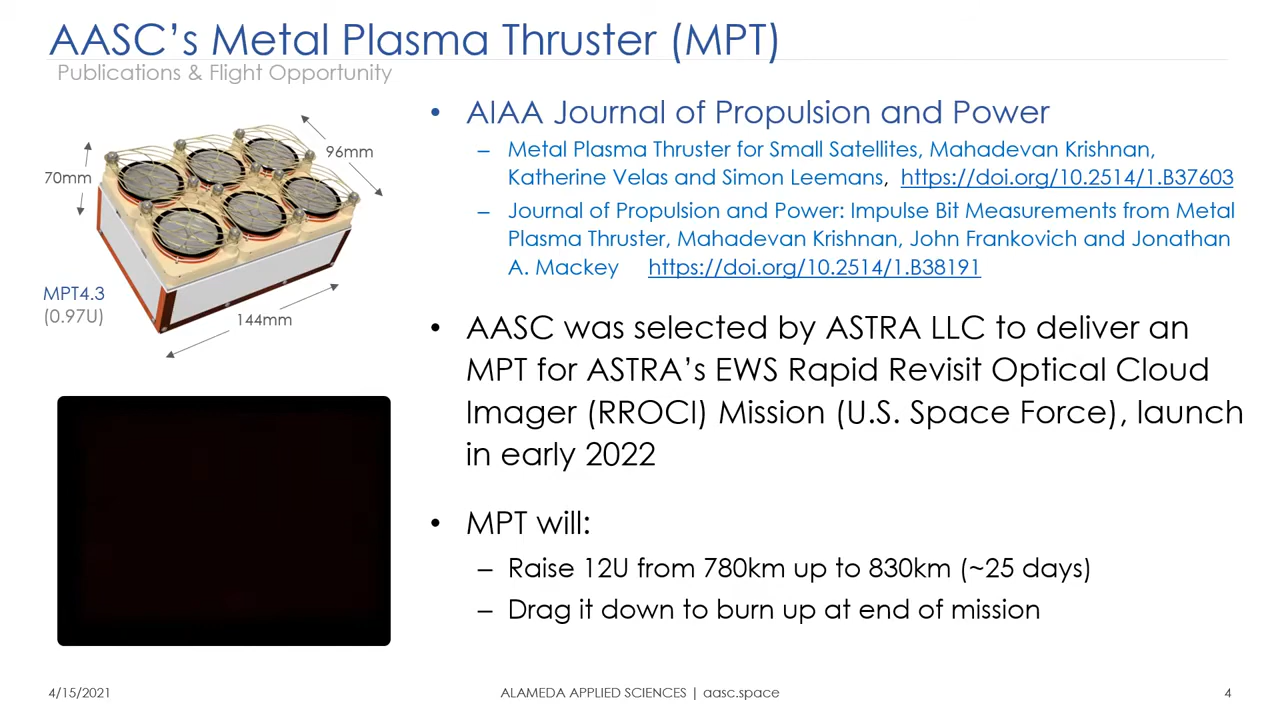 AASC’s Metal Plasma Thruster (MPT)
Publications & Flight Opportunity
96mm
70mm
MPT4.3
(0.97U)
144mm
• AIAA Journal of Propulsion and Power
– Metal Plasma Thruster for Small Satellites, Mahadevan Krishnan,
Katherine Velas and Simon Leemans, https://doi.org/10.2514/1.B37603
– Journal of Propulsion and Power: Impulse Bit Measurements from Metal
Plasma Thruster, Mahadevan Krishnan, John Frankovich and Jonathan
A. Mackey https://doi.org/10.2514/1.B38191
• AASC was selected by ASTRA LLC to deliver an
MPT for ASTRA’s EWS Rapid Revisit Optical Cloud
Imager (RROCI) Mission (U.S. Space Force), launch
in early 2022
• MPT will:
– Raise 12U from 780km up to 830km (~25 days)
– Drag it down to burn up at end of mission
4/15/2021
ALAMEDA APPLIED SCIENCES | aasc.space
4